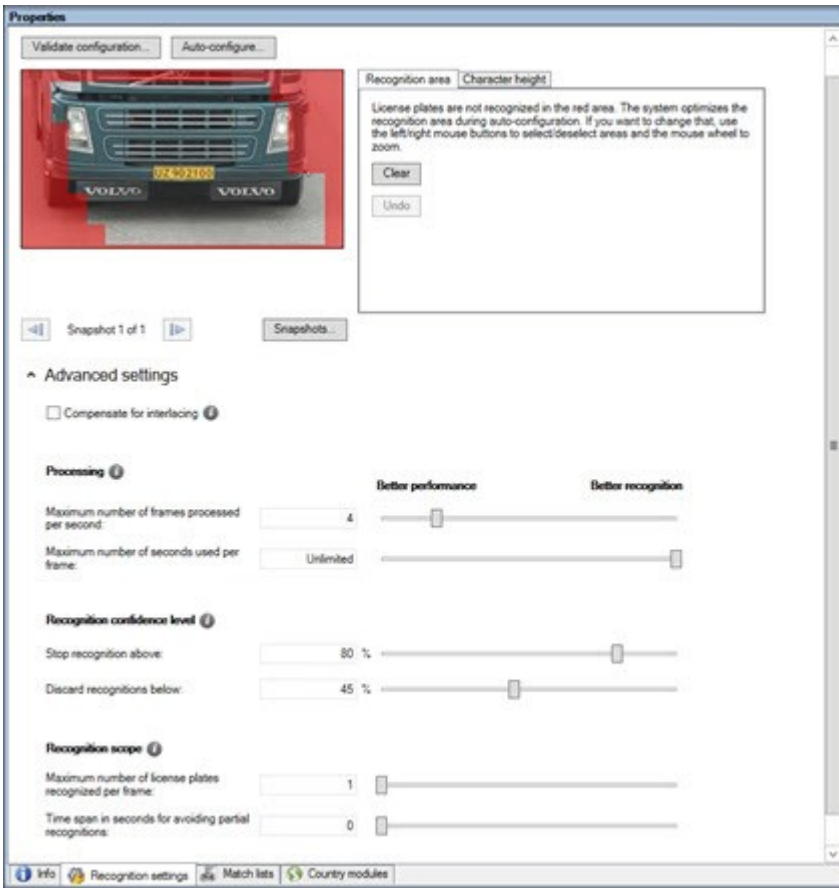 Properties
Validate configuration...
Auto-configure...
Recognition area
Character height
License plates are not recognized in the red area. The system optimizes the
recognition area during auto-configuration. If you want to change that, use
the left/right mouse buttons to select/deselect areas and the mouse wheel to
zoom.
Clear
Undo
UZ902100
VOLVO
VOLVO
Snapshot 1 of 1
Snapshots...
Advanced settings
Compensate for interlacing
Processing
Better performance
Better recognition
Maximum number of frames processed
per second:
4
Maximum number of seconds used per
frame:
Unlimited
Recognition confidence level
Stop recognition above:
80 %
Discard recognitions below:
45 %
Recognition scope
Maximum number of license plates
recognized per frame:
1
Time span in seconds for avoiding partial
recognitions:
0
Info
Recognition settings
Match lists
Country modules